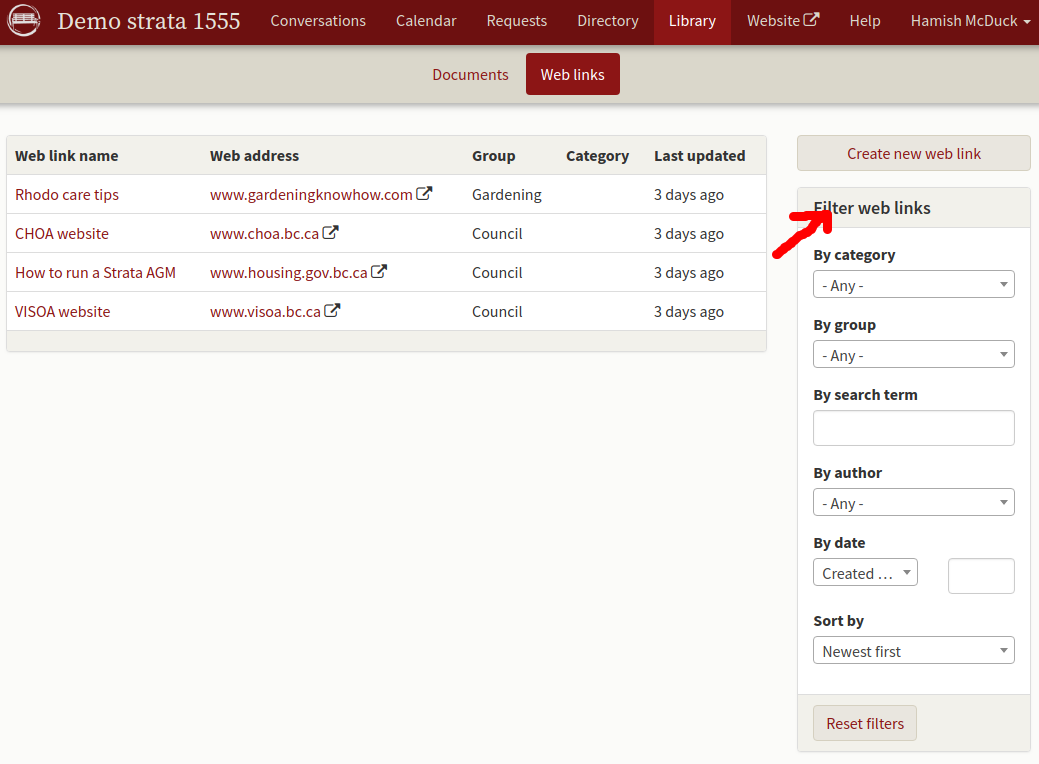 Demo strata 1555 Conversations Calendar Requests Directory Library Website Help Hamish McDuck
Documents Web links
Web link name Web address Group Category Last updated
Rhodo care tips www.gardeningknowhow.com Gardening 3 days ago
CHOA website www.choa.bc.ca Council 3 days ago
How to run a Strata AGM www.housing.gov.bc.ca Council 3 days ago
VISOA website www.visoa.bc.ca Council 3 days ago
Create new web link
Filter web links
By category
- Any -
By group
- Any -
By search term
By author
- Any -
By date
Created ...
Sort by
Newest first
Reset filters